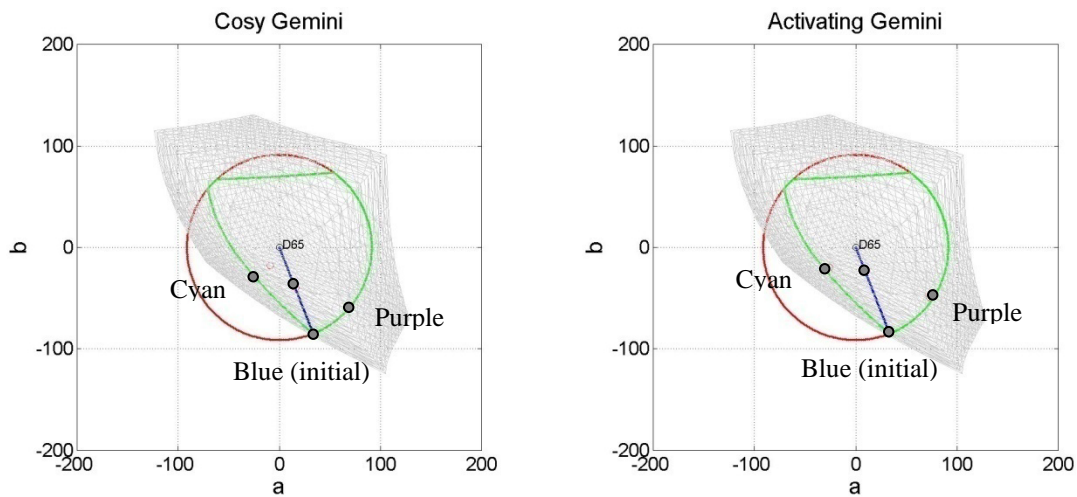 Cosy Gemini
200
100
0
-100
-200
-200 -100 0 100 200
b
a
D65
Cyan
Purple
Blue (initial)
Activating Gemini
200
100
0
-100
-200
-200 -100 0 100 200
b
a
D65
Cyan
Purple
Blue (initial)